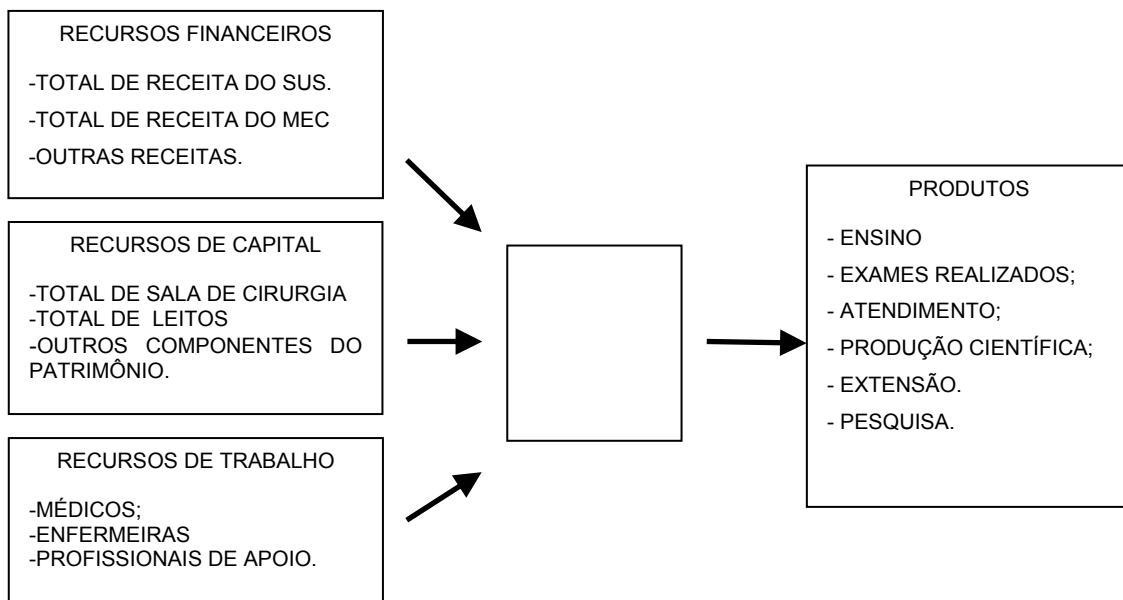 RECURSOS FINANCEIROS
-TOTAL DE RECEITA DO SUS.
-TOTAL DE RECEITA DO MEC
-OUTRAS RECEITAS.
RECURSOS DE CAPITAL
-TOTAL DE SALA DE CIRURGIA
-TOTAL DE LEITOS
-OUTROS COMPONENTES DO
PATRIMÔNIO.
RECURSOS DE TRABALHO
-MÉDICOS;
-ENFERMEIRAS
-PROFISSIONAIS DE APOIO.
PRODUTOS
- ENSINO
- EXAMES REALIZADOS;
- ATENDIMENTO;
- PRODUÇÃO CIENTÍFICA;
- EXTENSÃO.
- PESQUISA.